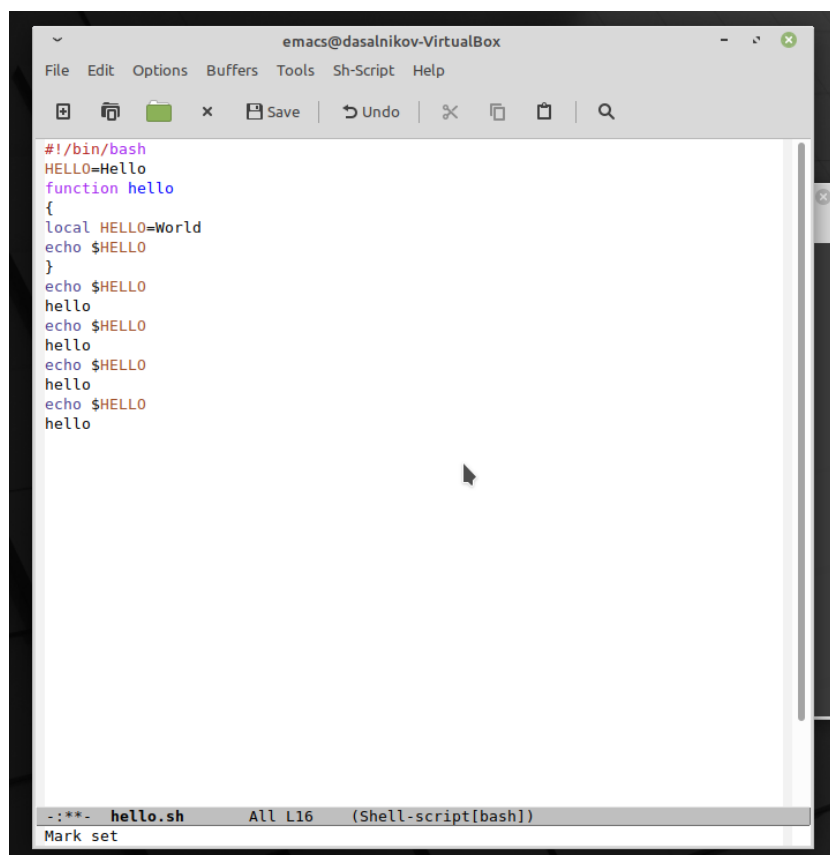 emacs@dasalnikov-VirtualBox
File Edit Options Buffers Tools Sh-Script Help
Save Undo
#!/bin/bash
HELLO=Hello
function hello
{
local HELLO=World
echo $HELLO
}
echo $HELLO
hello
echo $HELLO
hello
echo $HELLO
hello
echo $HELLO
hello
-:**- hello.sh All L16 (Shell-script[bash])
Mark set